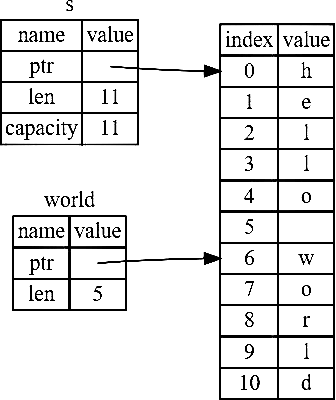 s
name value
ptr
len 11
capacity 11
world
name value
ptr
len 5
index value
0 h
1 e
2 l
3 l
4 o
5
6 w
7 o
8 r
9 l
10 d